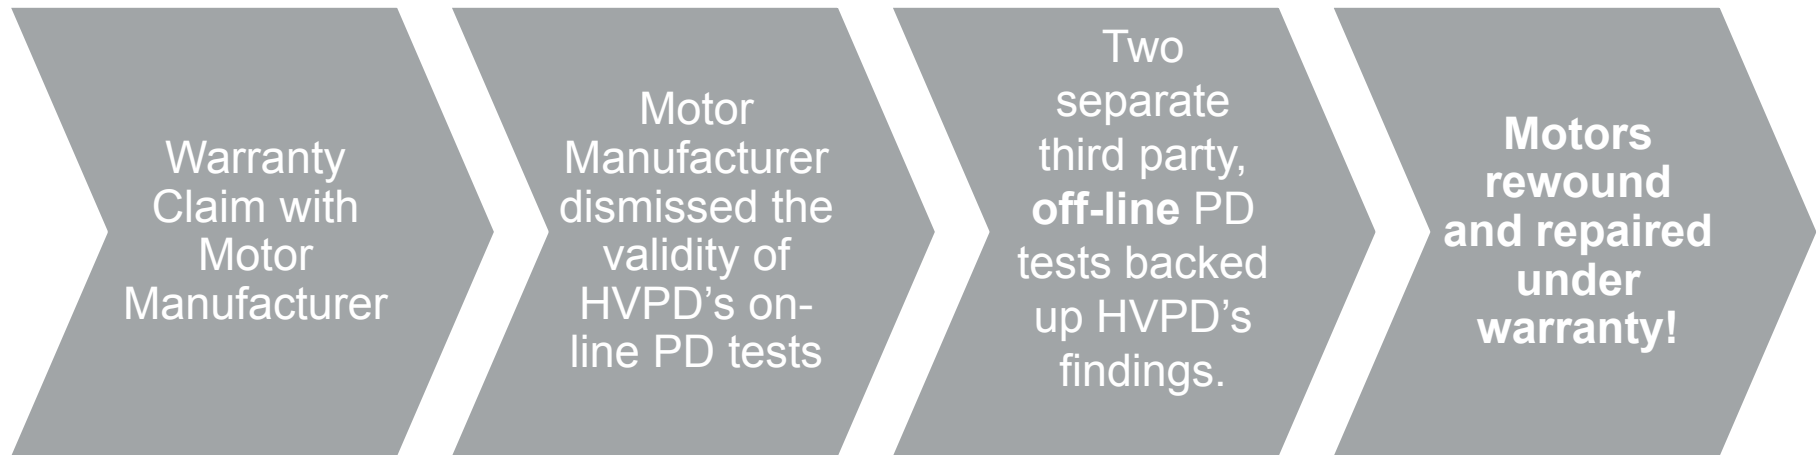 Warranty
Claim with
Motor
Manufacturer
Motor
Manufacturer
dismissed the
validity of
HVPD’s on-
line PD tests
Two
separate
third party,
off-line PD
tests backed
up HVPD’s
findings.
Motors
rewound
and repaired
under
warranty!